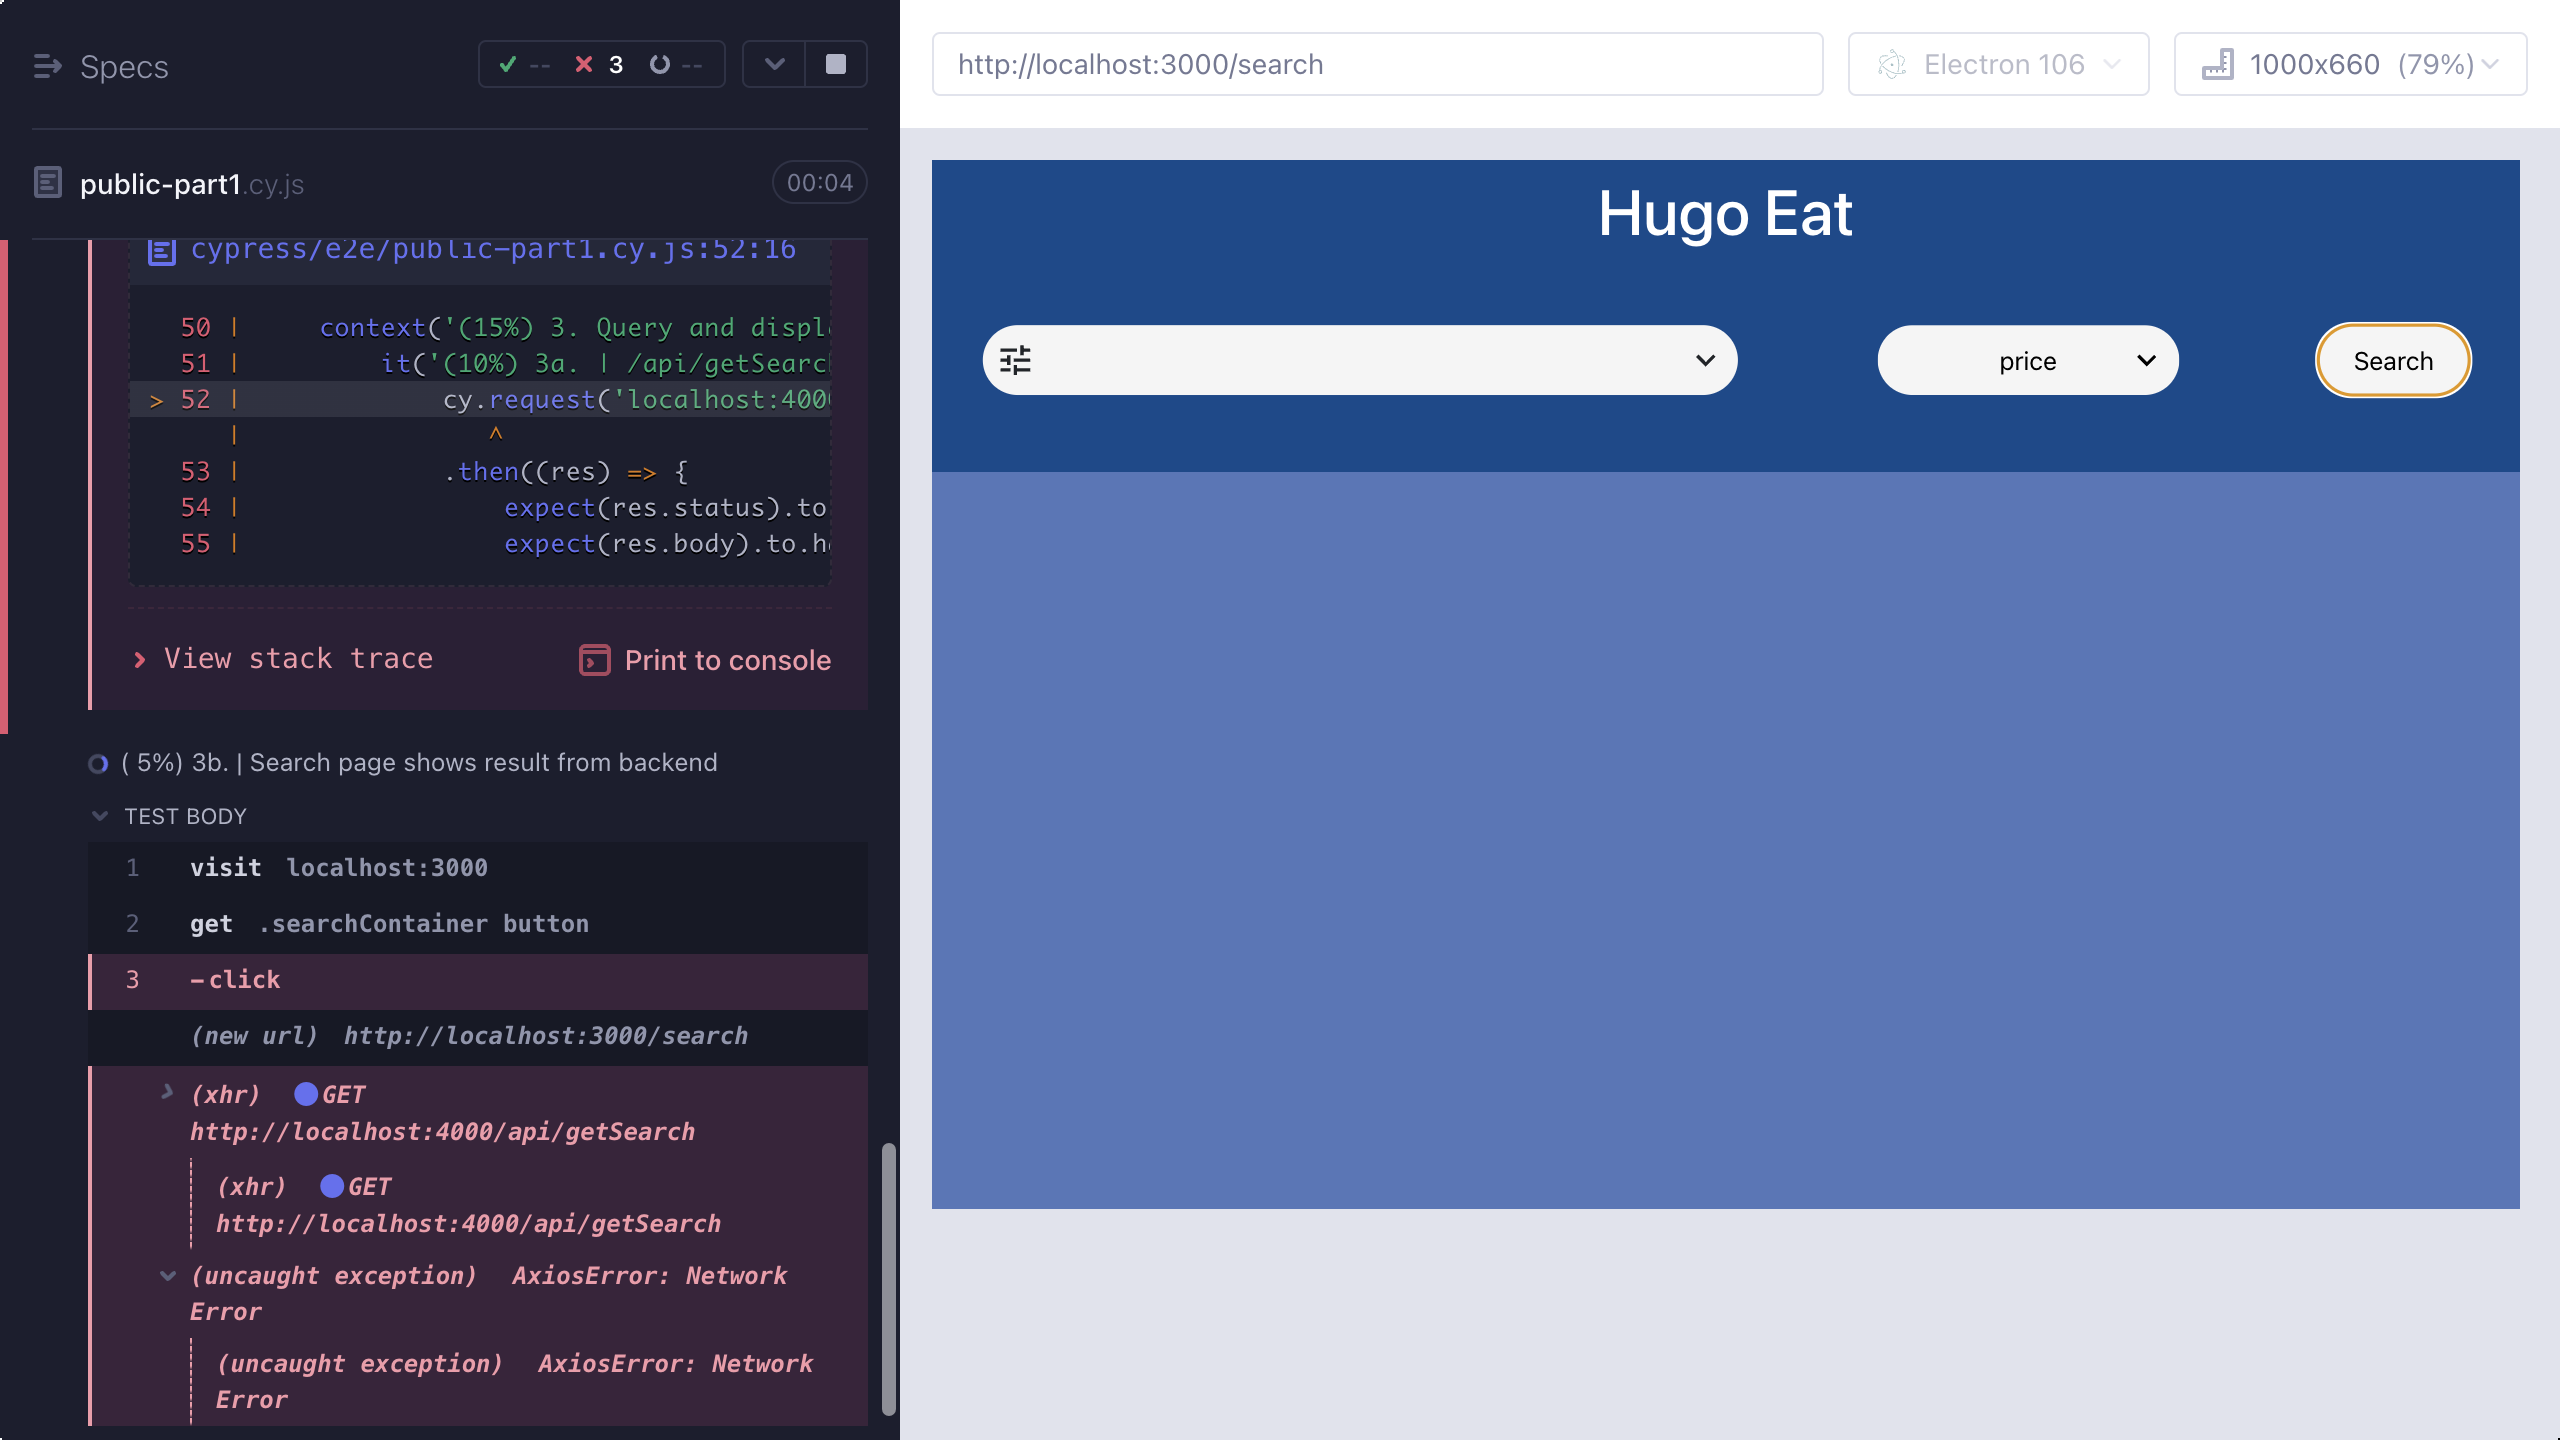 Specs
-- 3 --
public-part1.cy.js
00:04
cypress/e2e/public-part1.cy.js:52:16
50 | context('(15%) 3. Query and displ
51 | it('(10%) 3a. | /api/getSearc
> 52 | cy.request('localhost:400
| ^
53 | .then((res) => {
54 | expect(res.status).to
55 | expect(res.body).to.h
View stack trace
Print to console
( 5%) 3b. | Search page shows result from backend
TEST BODY
1 visit localhost:3000
2 get .searchContainer button
3 -click
(new url) http://localhost:3000/search
(xhr) GET
http://localhost:4000/api/getSearch
(xhr) GET
http://localhost:4000/api/getSearch
(uncaught exception) AxiosError: Network
Error
(uncaught exception) AxiosError: Network
Error
http://localhost:3000/search
Electron 106
1000x660 (79%)
Hugo Eat
price
Search